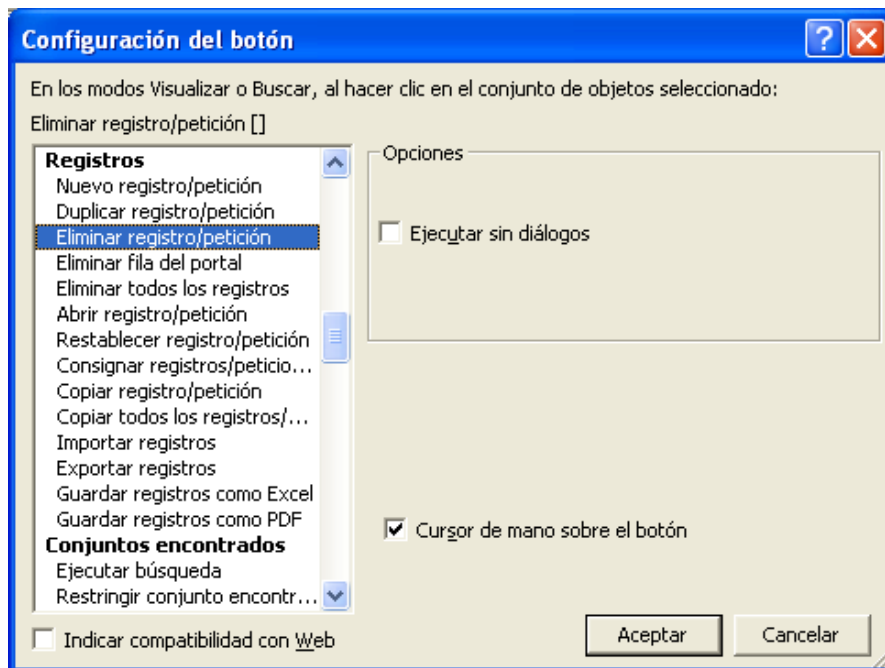 Configuración del botón
En los modos Visualizar o Buscar, al hacer clic en el conjunto de objetos seleccionado:
Eliminar registro/petición []
Registros
Nuevo registro/petición
Duplicar registro/petición
Eliminar registro/petición
Eliminar fila del portal
Eliminar todos los registros
Abrir registro/petición
Restablecer registro/petición
Consignar registros/peticio...
Copiar registro/petición
Copiar todos los registros/...
Importar registros
Exportar registros
Guardar registros como Excel
Guardar registros como PDF
Conjuntos encontrados
Ejecutar búsqueda
Restringir conjunto encontr...
Indicar compatibilidad con Web
Opciones
Ejecutar sin diálogos
Cursor de mano sobre el botón
Aceptar
Cancelar